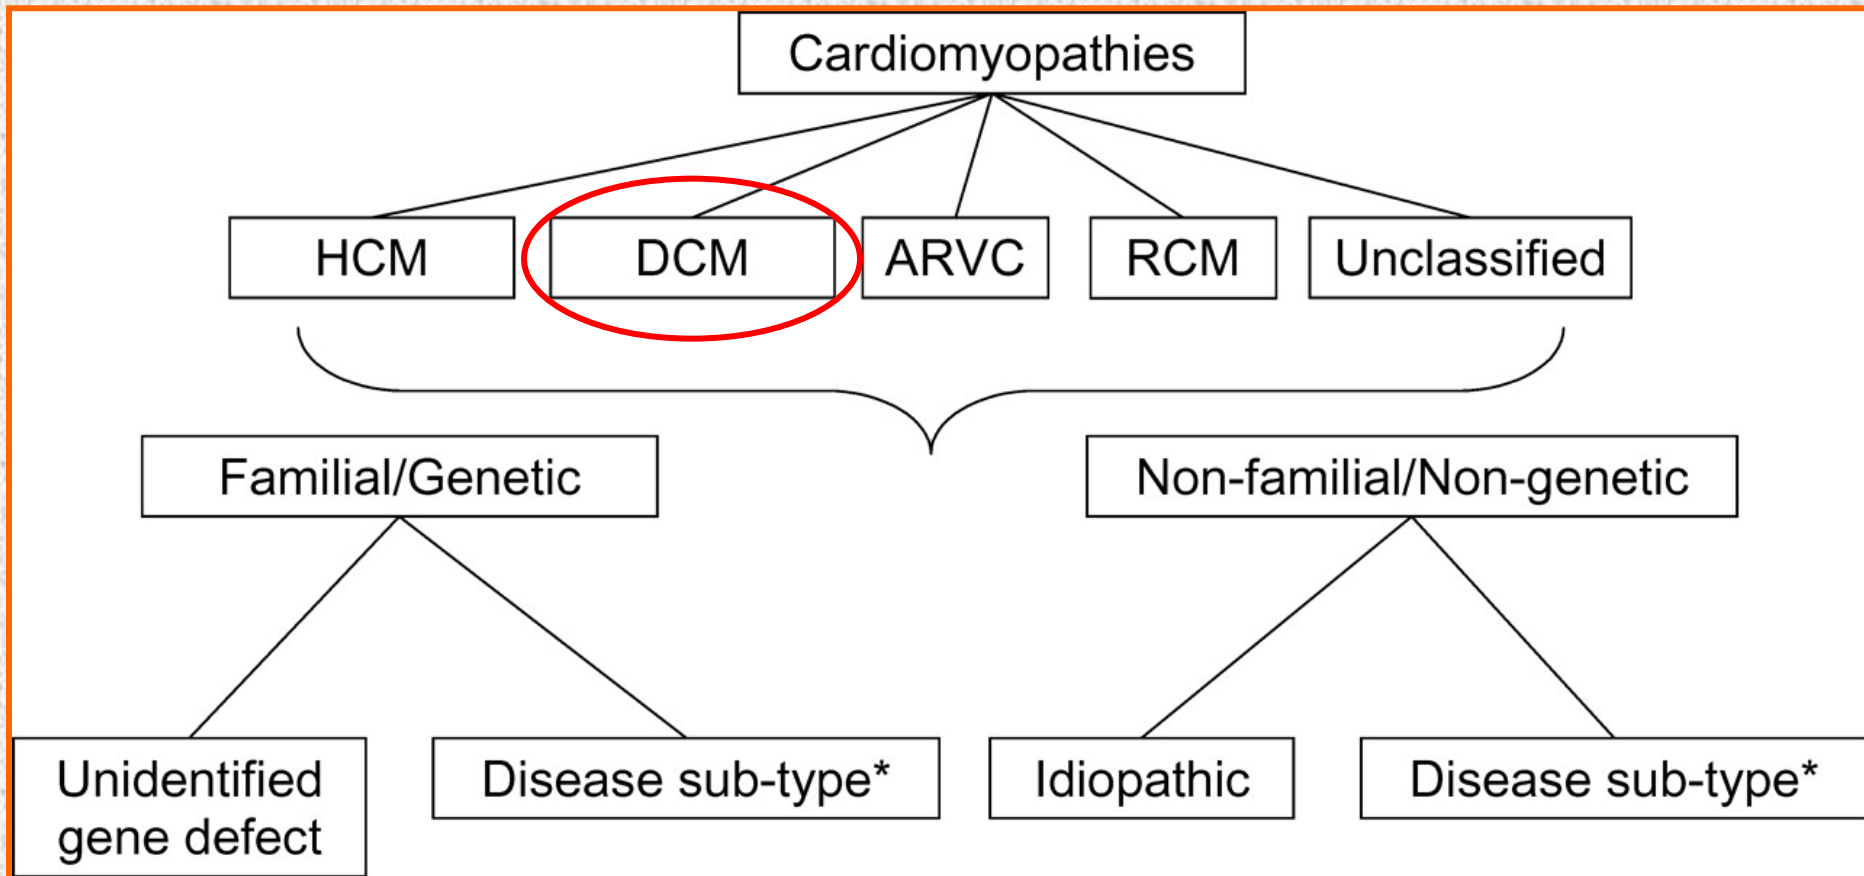 Cardiomyopathies
HCM
DCM
ARVC
RCM
Unclassified
Familial/Genetic
Non-familial/Non-genetic
Unidentified
gene defect
Disease sub-type*
Idiopathic
Disease sub-type*